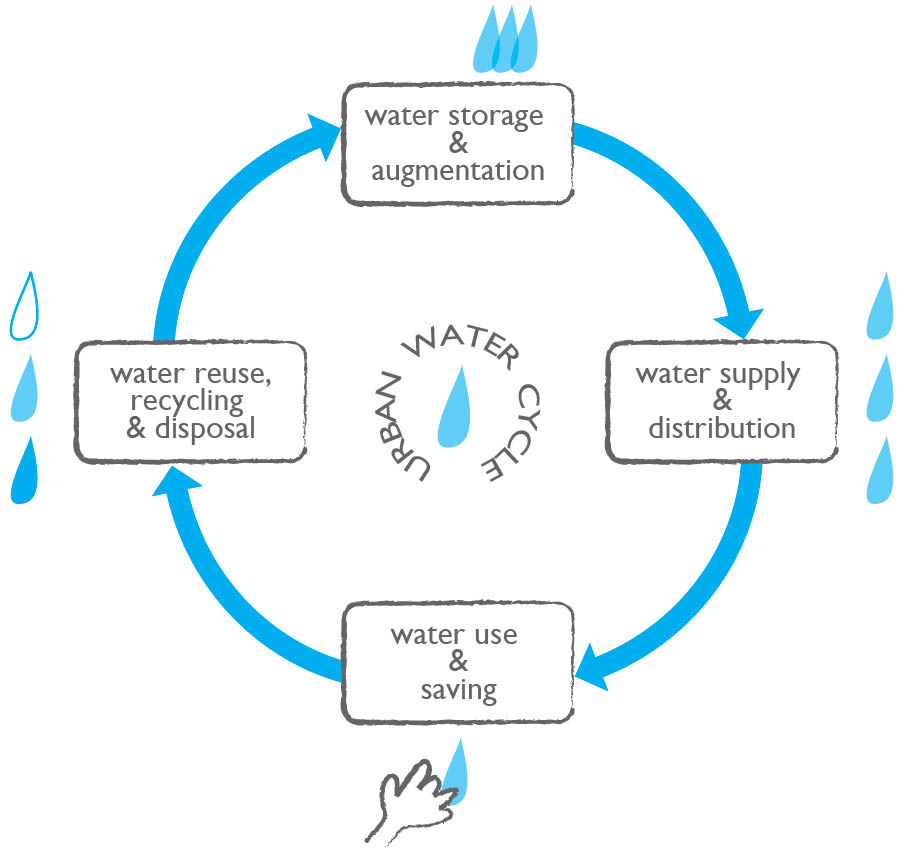 water storage
&
augmentation
water reuse,
recycling
& disposal
URBAN WATER CYCLE
water supply
&
distribution
water use
&
saving